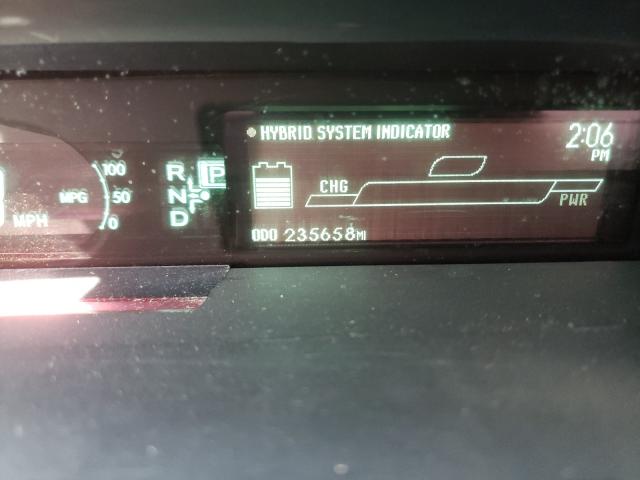 HYBRID SYSTEM INDICATOR
2:06
PM
100
50
0
MPG
MPH
R
P
N
D
CHG
PWR
ODO 235658MI